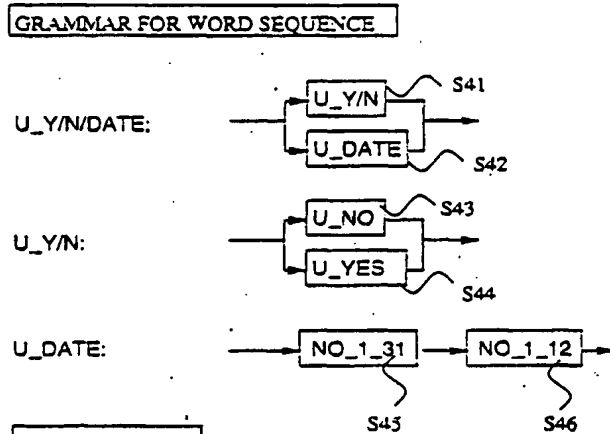 GRAMMAR FOR WORD SEQUENCE
U_Y/N S41
U_Y/N/DATE:
U_DATE
S42
U_NO S43
U_Y/N:
U_YES
S44
U_DATE: NO_1_31 NO_1_12
S45 S46